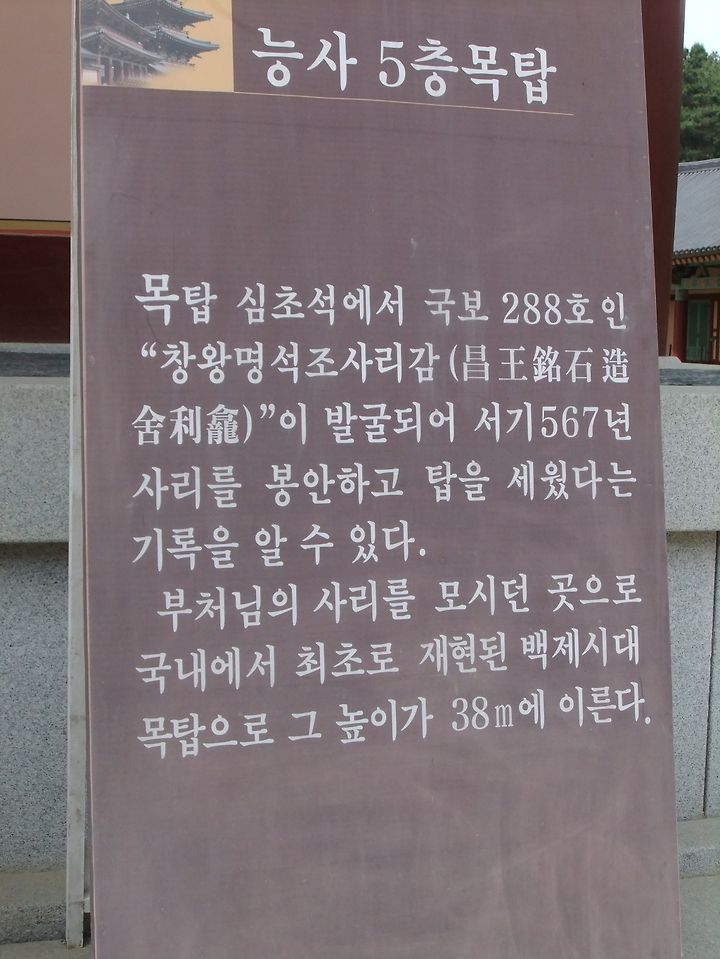 능사 5층목탑
목탑 심초석에서 국보 288호인
“창왕명석조사리감(昌王銘石造
舍利龕)”이 발굴되어 서기567년
사리를 봉안하고 탑을 세웠다는
기록을 알 수 있다.
부처님의 사리를 모시던 곳으로
국내에서 최초로 재현된 백제시대
목탑으로 그 높이가 38m에 이른다.